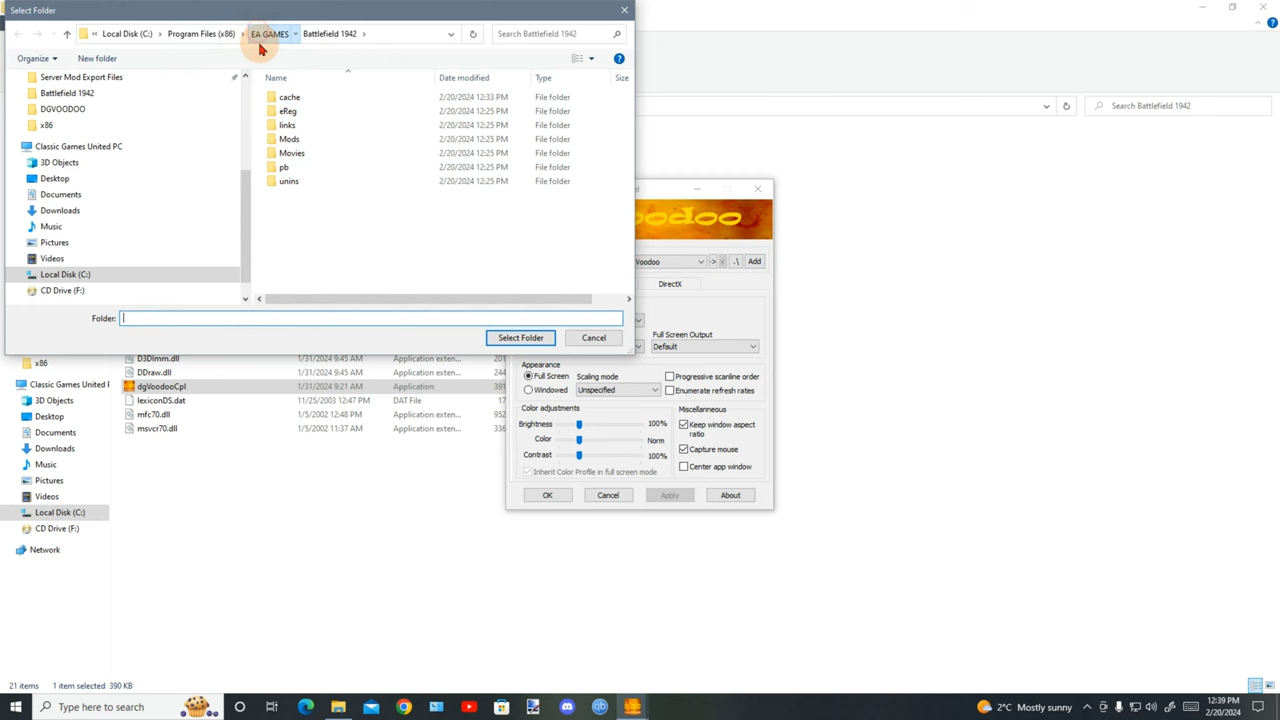 Select Folder
« Local Disk (C:) > Program Files (x86) > EA GAMES > Battlefield 1942 >
Search Battlefield 1942
Organize
New folder
Server Mod Export Files
Battlefield 1942
DGVOODOO
x86
Classic Games United PC
3D Objects
Desktop
Documents
Downloads
Music
Pictures
Videos
Local Disk (C:)
CD Drive (F:)
Name Date modified Type Size
cache 2/20/2024 12:33 PM File folder
eReg 2/20/2024 12:25 PM File folder
links 2/20/2024 12:25 PM File folder
Mods 2/20/2024 12:25 PM File folder
Movies 2/20/2024 12:25 PM File folder
pb 2/20/2024 12:25 PM File folder
unins 2/20/2024 12:25 PM File folder
Folder:
Select Folder
Cancel
Search Battlefield 1942
x86
Classic Games United P
3D Objects
Desktop
Documents
Downloads
Music
Pictures
Videos
Local Disk (C:)
CD Drive (F:)
Network
D3DImm.dll 1/31/2024 9:45 AM Application exten... 201
DDraw.dll 1/31/2024 9:45 AM Application exten... 244
dgVoodooCpl 1/31/2024 9:21 AM Application 391
lexiconDS.dat 11/25/2003 12:47 PM DAT File 17
mfc70.dll 1/5/2002 12:48 PM Application exten... 952
msvcr70.dll 1/5/2002 11:37 AM Application exten... 336
oodoo
Voodoo
.\
Add
DirectX
Full Screen Output
Default
Appearance
Full Screen
Windowed
Scaling mode
Unspecified
Progressive scanline order
Enumerate refresh rates
Color adjustments
Brightness 100%
Color Norm
Contrast 100%
Inherit Color Profile in full screen mode
Miscellaneous
Keep window aspect
ratio
Capture mouse
Center app window
OK
Cancel
Apply
About
21 items 1 item selected 390 KB
Type here to search
2°C Mostly sunny
12:39 PM
2/20/2024